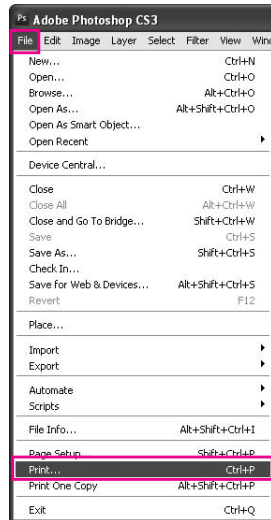 Ps Adobe Photoshop CS3
File Edit Image Layer Select Filter View
New... Ctrl+N
Open... Ctrl+O
Browse... Alt+Ctrl+O
Open As... Alt+Shift+Ctrl+O
Open As Smart Object...
Open Recent
Device Central...
Close Ctrl+W
Close All Alt+Ctrl+W
Close and Go To Bridge... Shift+Ctrl+W
Save Ctrl+S
Save As... Shift+Ctrl+S
Check In...
Save for Web & Devices... Alt+Shift+Ctrl+S
Revert F12
Place...
Import
Export
Automate
Scripts
File Info... Alt+Shift+Ctrl+I
Page Setup... Shift+Ctrl+P
Print... Ctrl+P
Print One Copy Alt+Shift+Ctrl+P
Exit Ctrl+Q